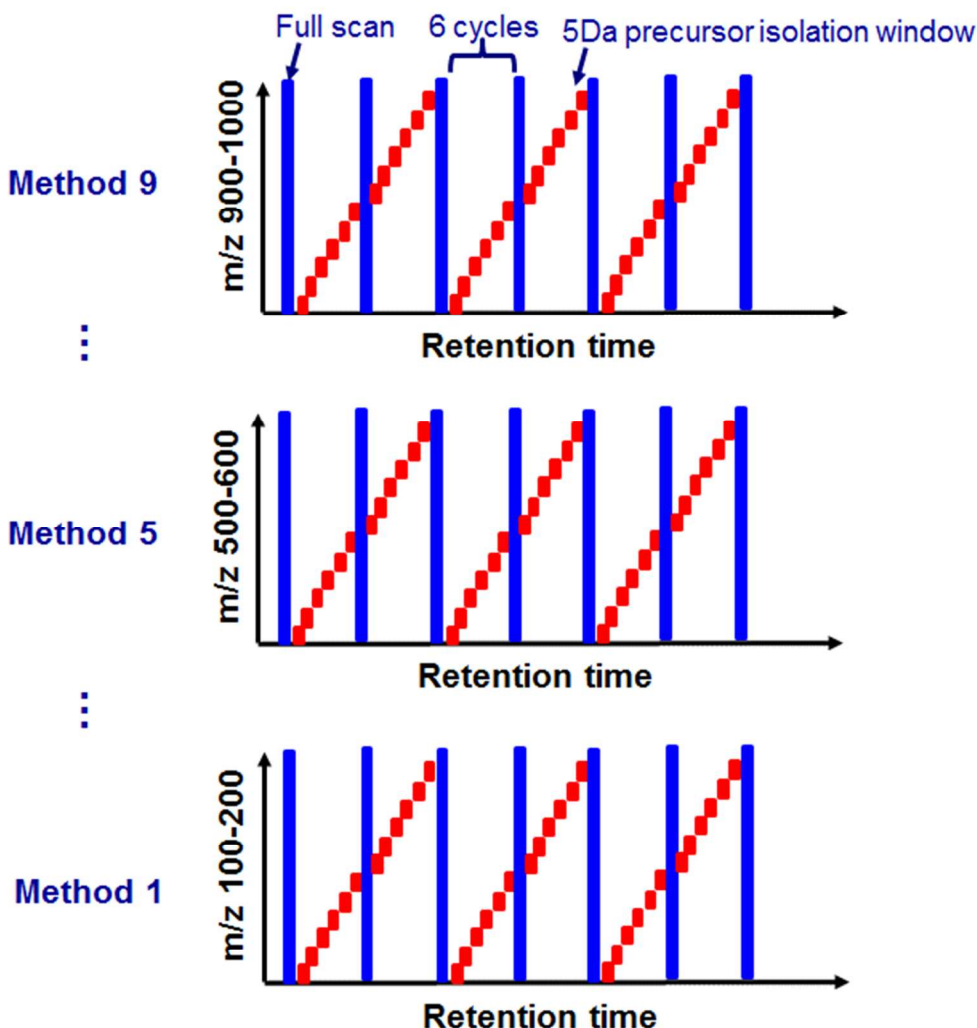 Full scan
6 cycles
5Da precursor isolation window
Method 9
m/z 900-1000
Retention time
...
Method 5
m/z 500-600
Retention time
...
Method 1
m/z 100-200
Retention time